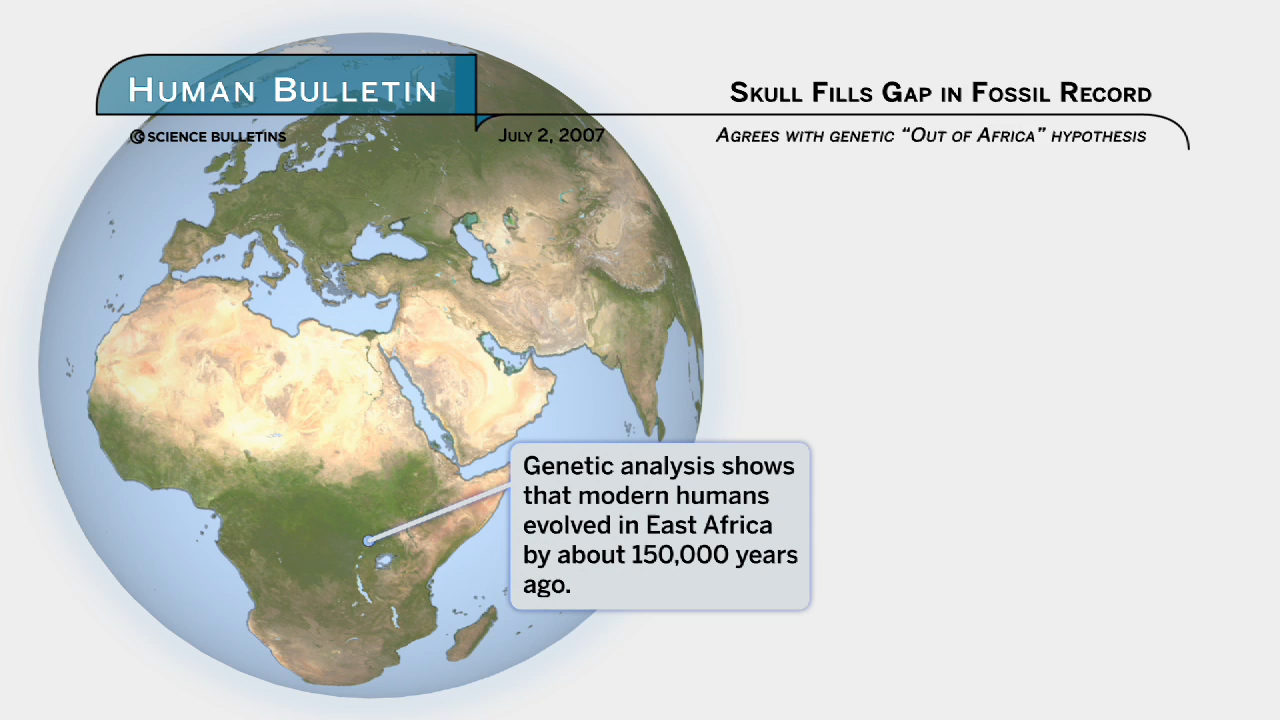 HUMAN BULLETIN
SKULL FILLS GAP IN FOSSIL RECORD
SCIENCE BULLETINS
JULY 2, 2007
AGREES WITH GENETIC “OUT OF AFRICA” HYPOTHESIS
Genetic analysis shows
that modern humans
evolved in East Africa
by about 150,000 years
ago.